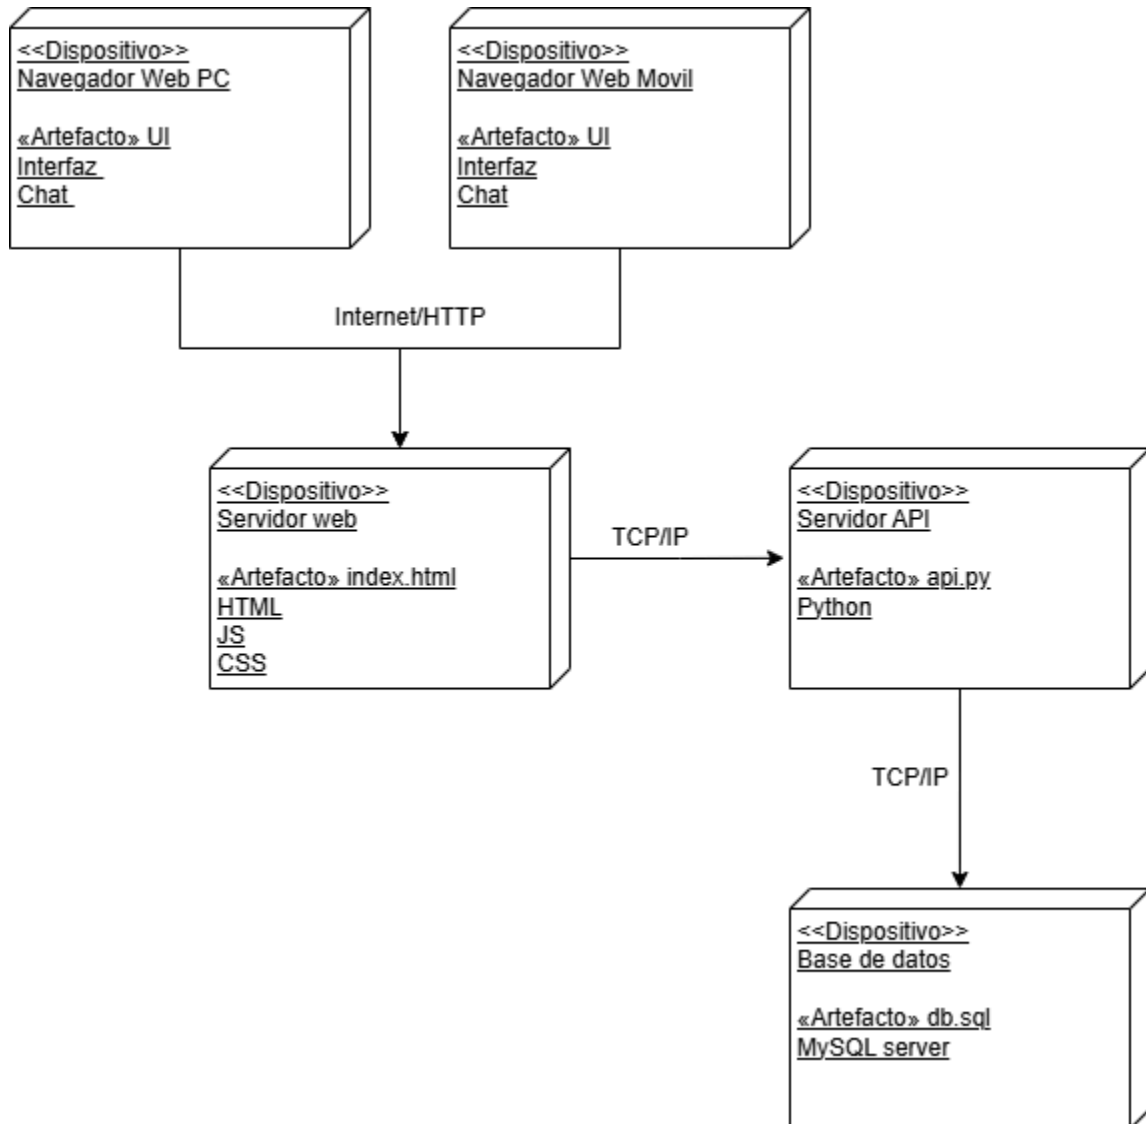 <<Dispositivo>>
Navegador Web PC
«Artefacto» UI
Interfaz
Chat
<<Dispositivo>>
Navegador Web Movil
«Artefacto» UI
Interfaz
Chat
Internet/HTTP
<<Dispositivo>>
Servidor web
«Artefacto» index.html
HTML
JS
CSS
TCP/IP
<<Dispositivo>>
Servidor API
«Artefacto» api.py
Python
TCP/IP
<<Dispositivo>>
Base de datos
«Artefacto» db.sql
MySQL server